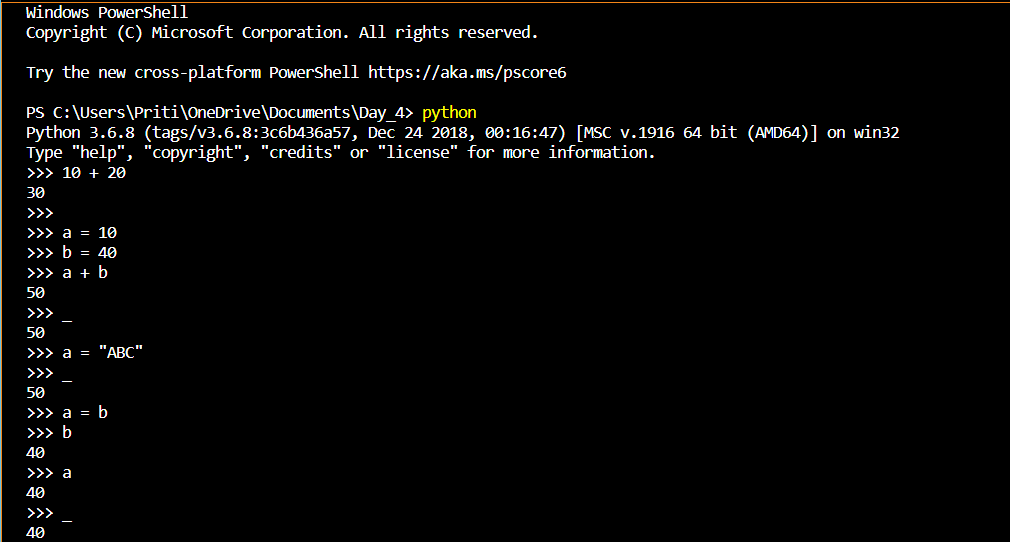 Windows PowerShell
Copyright (C) Microsoft Corporation. All rights reserved.
Try the new cross-platform PowerShell https://aka.ms/pscore6
PS C:\Users\Priti\OneDrive\Documents\Day_4> python
Python 3.6.8 (tags/v3.6.8:3c6b436a57, Dec 24 2018, 00:16:47) [MSC v.1916 64 bit (AMD64)] on win32
Type "help", "copyright", "credits" or "license" for more information.
>>> 10 + 20
30
>>>
>>> a = 10
>>> b = 40
>>> a + b
50
>>> _
50
>>> a = "ABC"
>>> _
50
>>> a = b
>>> b
40
>>> a
40
>>> _
40